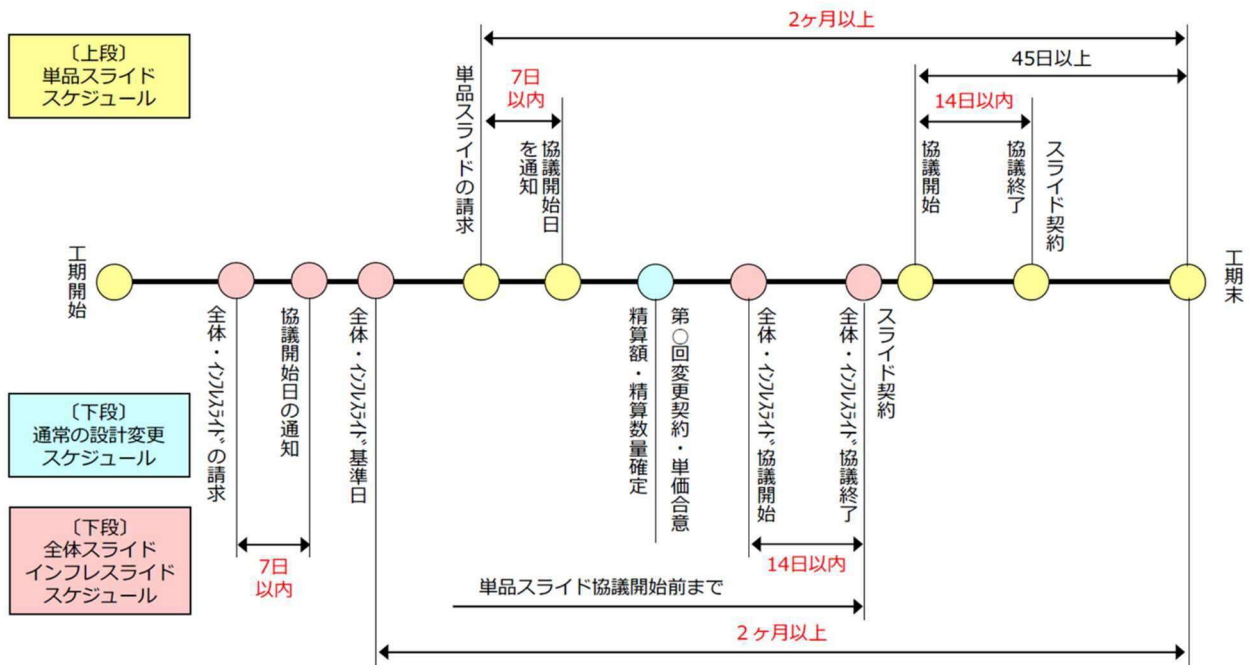 2ヶ月以上
〔上段〕
単品スライド
スケジュール
45日以上
7日
以内
14日以内
単品スライドの請求
協議開始日
を通知
協議開始
協議終了
スライド契約
工期開始
工期末
全体・インフレスライドの請求
協議開始日の通知
全体・インフレスライド基準日
第〇回変更契約・単価合意
精算額・精算数量確定
全体・インフレスライド協議開始
スライド契約
全体・インフレスライド協議終了
〔下段〕
通常の設計変更
スケジュール
〔下段〕
全体スライド
インフレスライド
スケジュール
7日
以内
14日以内
単品スライド協議開始前まで
2ヶ月以上